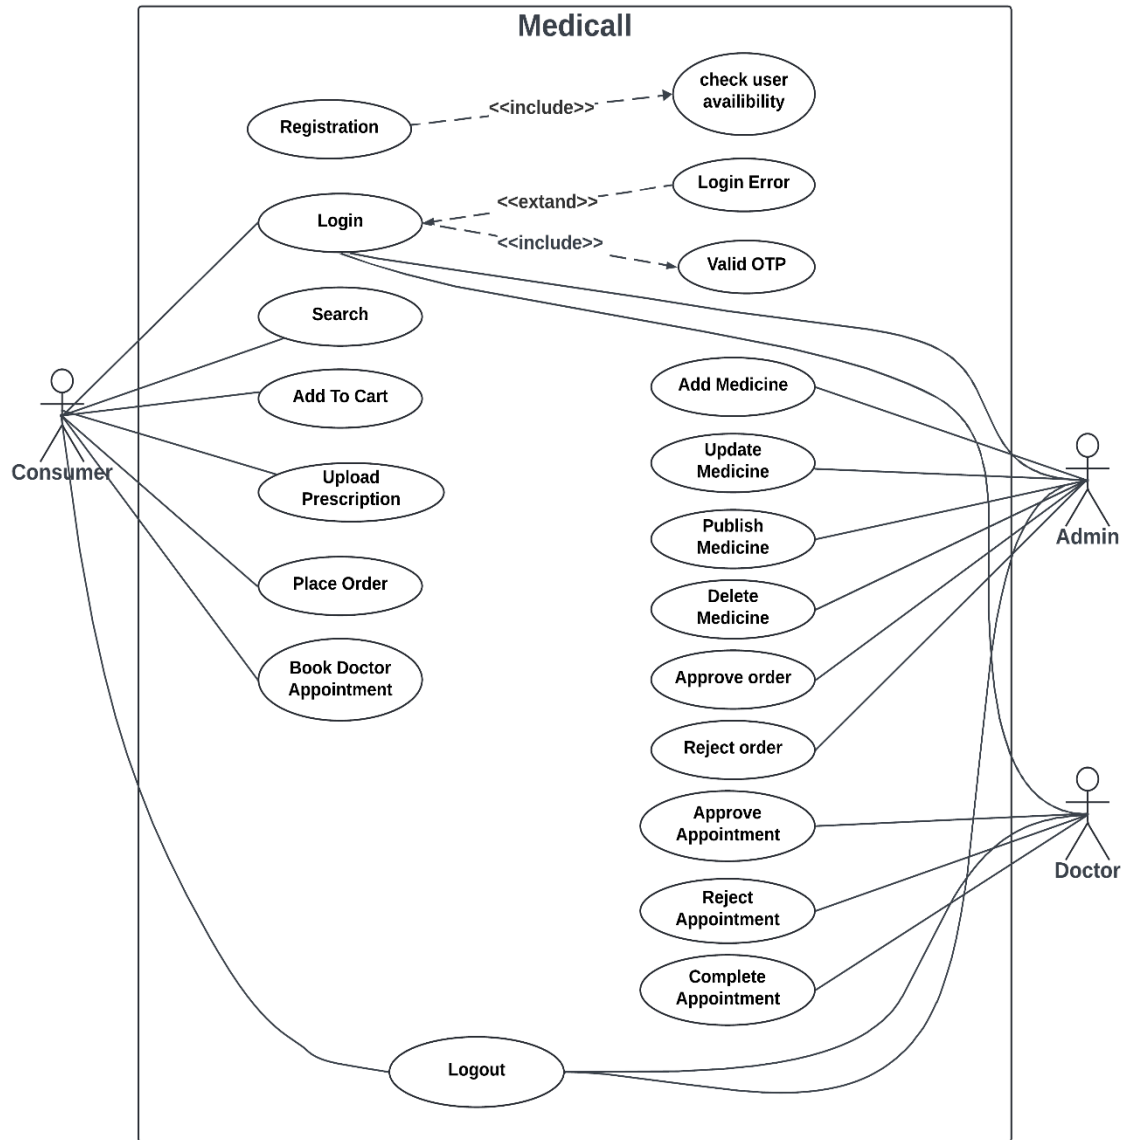 Medicall
check user
availibility
<<include>>
Registration
Login Error
<<extand>>
Login
<<include>>
Valid OTP
Search
Add To Cart
Upload
Prescription
Place Order
Book Doctor
Appointment
Consumer
Add Medicine
Update
Medicine
Publish
Medicine
Delete
Medicine
Approve order
Reject order
Approve
Appointment
Reject
Appointment
Complete
Appointment
Admin
Doctor
Logout